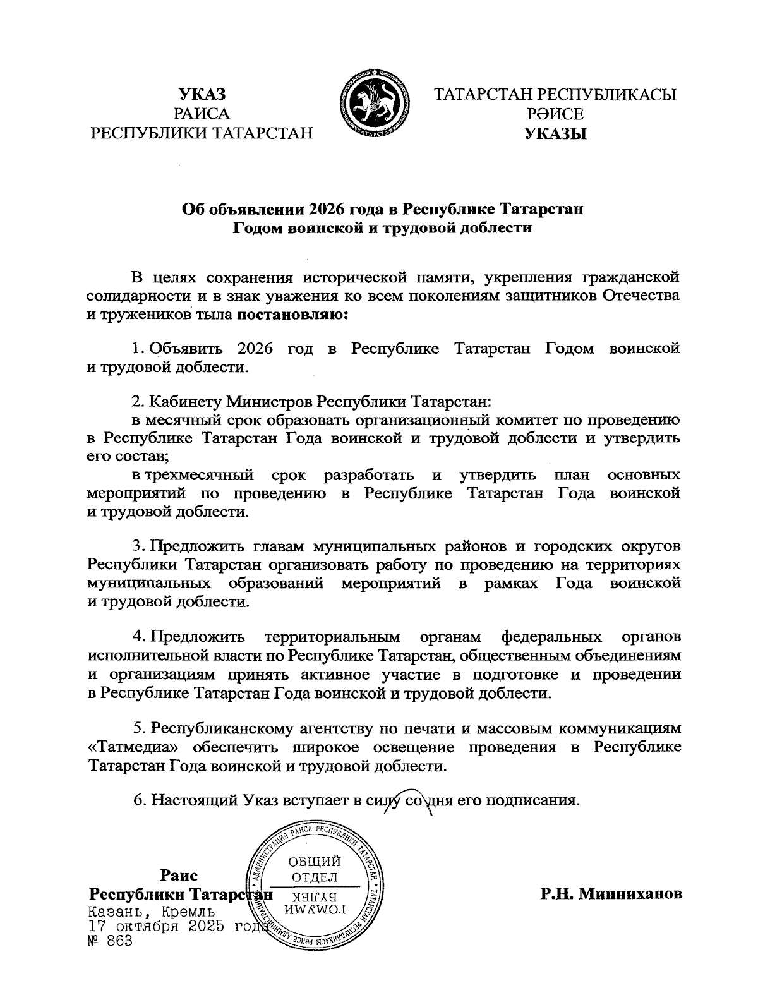 УКАЗ
РАИСА
РЕСПУБЛИКИ ТАТАРСТАН
ТАТАРСТАН
ТАТАРСТАН РЕСПУБЛИКАСЫ
РӘИСЕ
УКАЗЫ
Об объявлении 2026 года в Республике Татарстан
Годом воинской и трудовой доблести
В целях сохранения исторической памяти, укрепления гражданской
солидарности и в знак уважения ко всем поколениям защитников Отечества
и тружеников тыла постановляю:
1. Объявить 2026 год в Республике Татарстан Годом воинской
и трудовой доблести.
2. Кабинету Министров Республики Татарстан:
в месячный срок образовать организационный комитет по проведению
в Республике Татарстан Года воинской и трудовой доблести и утвердить
его состав;
в трехмесячный срок разработать и утвердить план основных
мероприятий по проведению в Республике Татарстан Года воинской
и трудовой доблести.
3. Предложить главам муниципальных районов и городских округов
Республики Татарстан организовать работу по проведению на территориях
муниципальных образований мероприятий в рамках Года воинской
и трудовой доблести.
4. Предложить территориальным органам федеральных органов
исполнительной власти по Республике Татарстан, общественным объединениям
и организациям принять активное участие в подготовке и проведении
в Республике Татарстан Года воинской и трудовой доблести.
5. Республиканскому агентству по печати и массовым коммуникациям
«Татмедиа» обеспечить широкое освещение проведения в Республике
Татарстан Года воинской и трудовой доблести.
6. Настоящий Указ вступает в силу со дня его подписания.
Раис
Республики Татарстан
Р.Н. Минниханов
Казань, Кремль
17 октября 2025 года
№ 863
АДМИНИСТРАЦИЯ РАИСА РЕСПУБЛИКИ ТАТАРСТАН
ТАТАРСТАН РЕСПУБЛИКАСЫ РӘИСЕ АДМИНИСТРАЦИЯСЕ
ОБЩИЙ
ОТДЕЛ
ГОМУМИ
БҮЛЕК